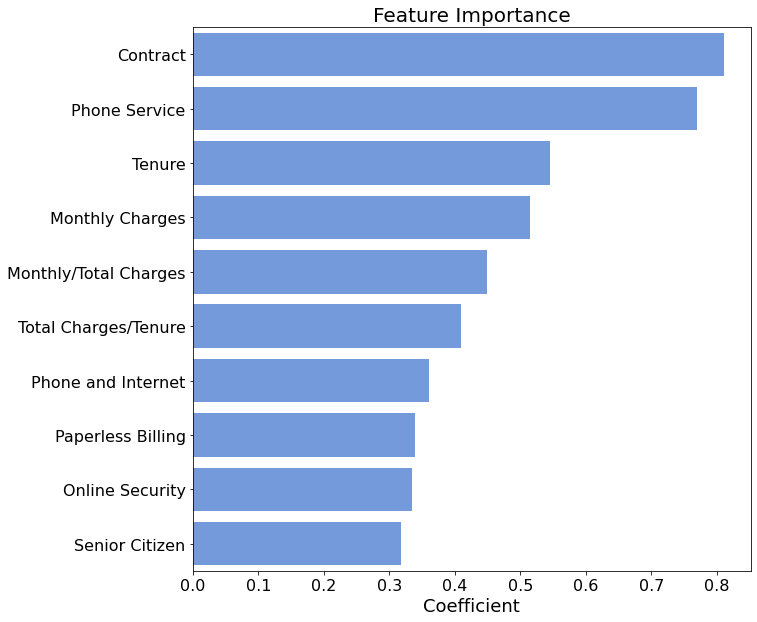 Feature Importance
Contract
Phone Service
Tenure
Monthly Charges
Monthly/Total Charges
Total Charges/Tenure
Phone and Internet
Paperless Billing
Online Security
Senior Citizen
0.0 0.1 0.2 0.3 0.4 0.5 0.6 0.7 0.8
Coefficient